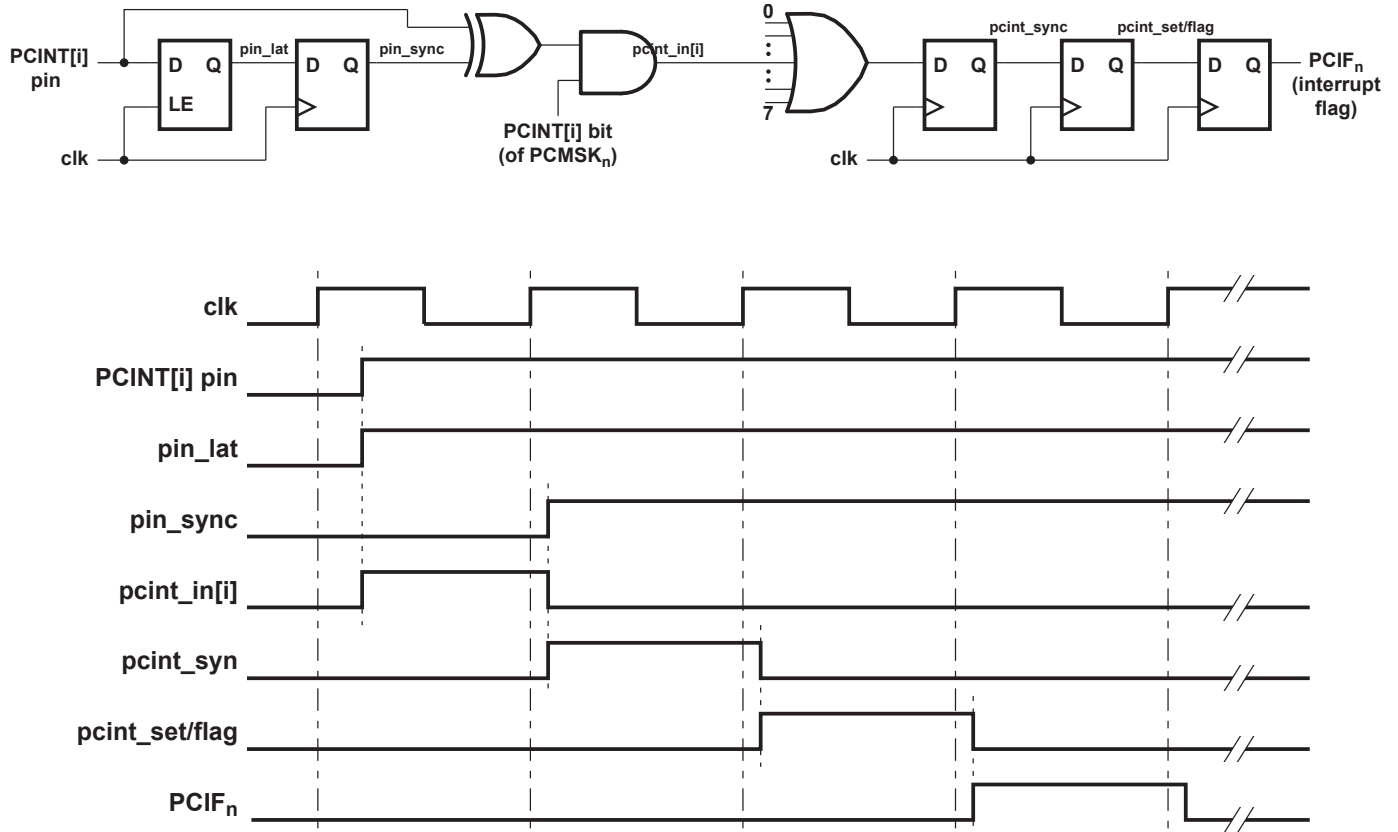 PCINT[i]
pin
D Q
LE
clk
pin_lat
D Q
pin_sync
PCINT[i] bit
(of PCMSKn)
pcint_in[i]
0
7
clk
D Q
pcint_sync
D Q
pcint_set/flag
D Q
PCIFn
(interrupt
flag)
clk
PCINT[i] pin
pin_lat
pin_sync
pcint_in[i]
pcint_syn
pcint_set/flag
PCIFn